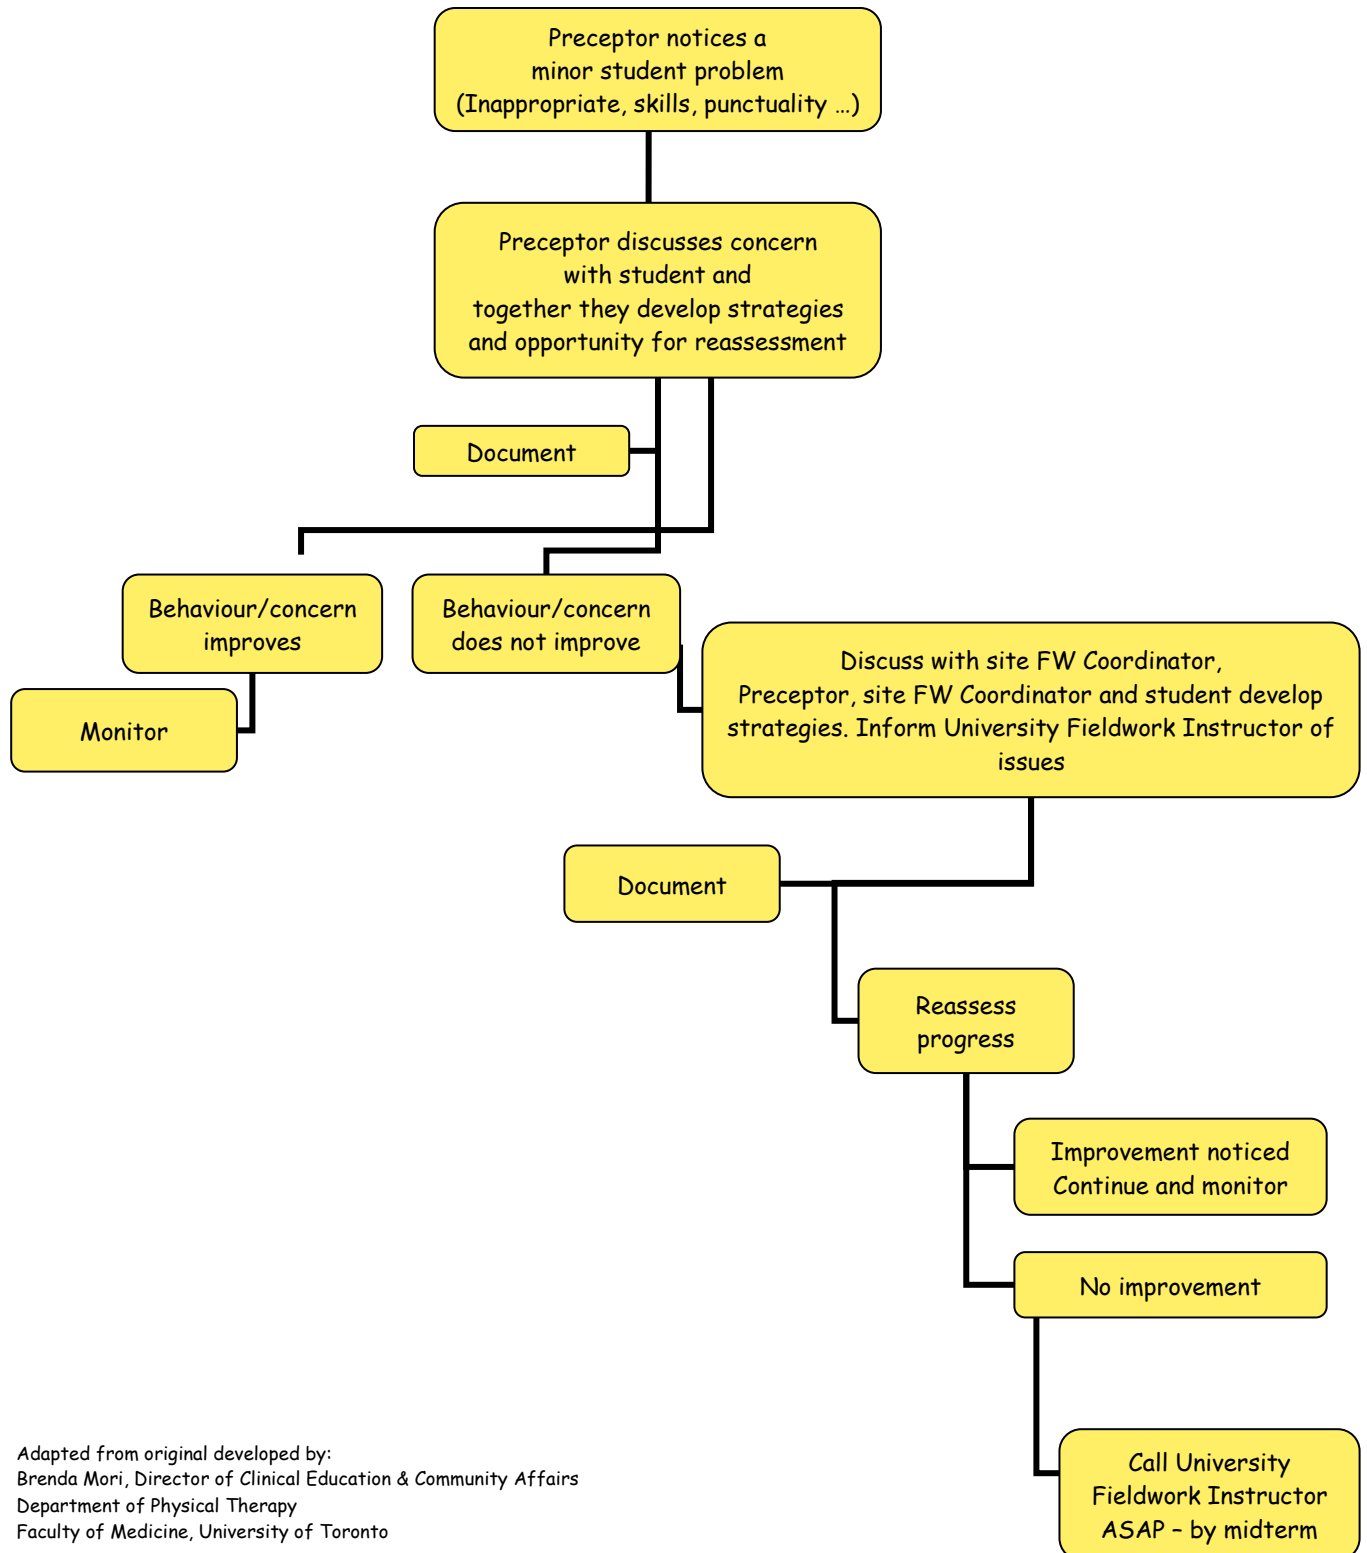 Preceptor notices a
minor student problem
(Inappropriate, skills, punctuality …)
Preceptor discusses concern
with student and
together they develop strategies
and opportunity for reassessment
Document
Behaviour/concern
improves
Behaviour/concern
does not improve
Monitor
Discuss with site FW Coordinator,
Preceptor, site FW Coordinator and student develop
strategies. Inform University Fieldwork Instructor of
issues
Document
Reassess
progress
Improvement noticed
Continue and monitor
No improvement
Call University
Fieldwork Instructor
ASAP – by midterm
Adapted from original developed by:
Brenda Mori, Director of Clinical Education & Community Affairs
Department of Physical Therapy
Faculty of Medicine, University of Toronto